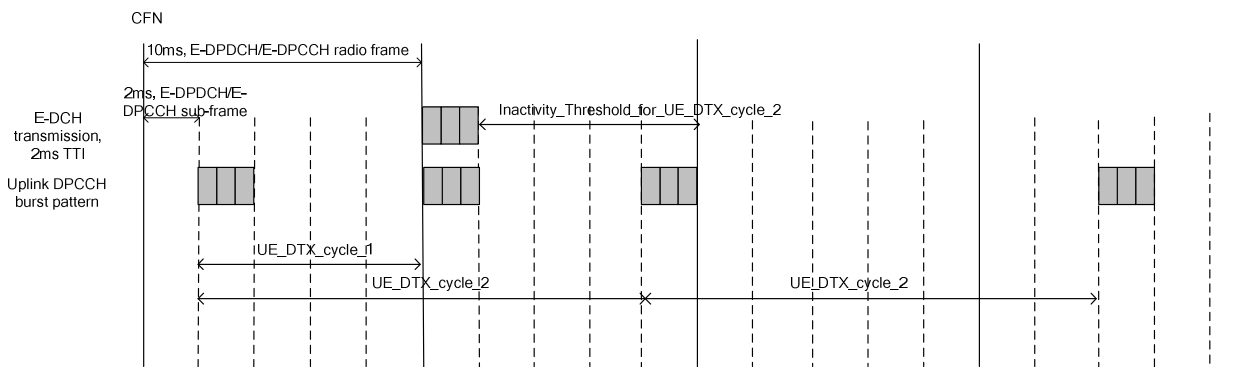 CFN
10ms, E-DPDCH/E-DPCCH radio frame
2ms, E-DPDCH/E-
DPCCH sub-frame
E-DCH
transmission,
2ms TTI
Inactivity_Threshold_for_UE_DTX_cycle_2
Uplink DPCCH
burst pattern
UE_DTX_cycle_1
UE_DTX_cycle_2
UE_DTX_cycle_2